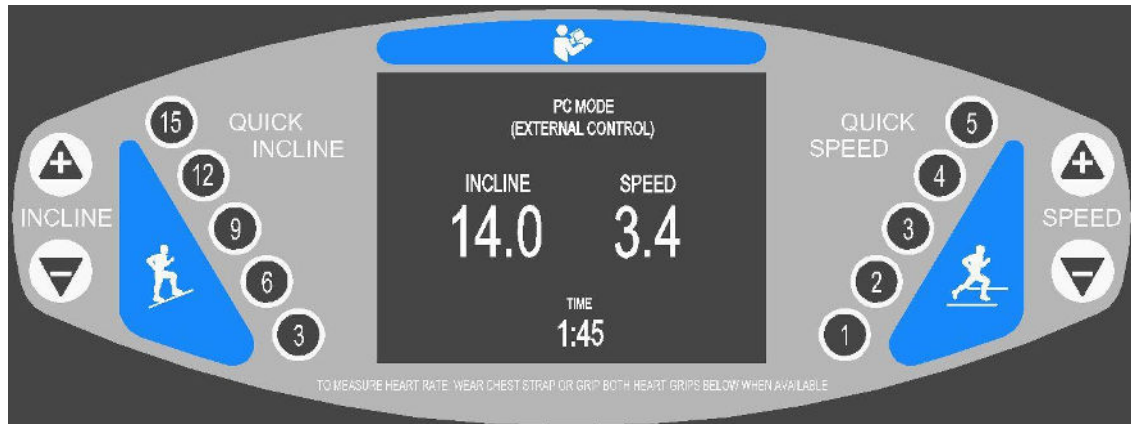 PC MODE
(EXTERNAL CONTROL)
15
QUICK
INCLINE
12
9
6
3
+
INCLINE
−
INCLINE
14.0
SPEED
3.4
TIME
1:45
QUICK
SPEED
5
4
3
2
1
+
SPEED
−
TO MEASURE HEART RATE: WEAR CHEST STRAP OR GRIP BOTH HEART GRIPS BELOW WHEN AVAILABLE